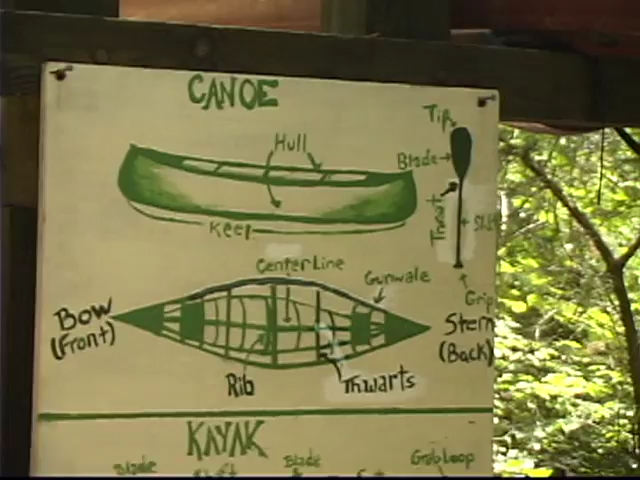 CANOE
Tip
Hull
Blade
Throat
Keel
Center Line
Gunwale
Grip
Bow
(Front)
Stern
(Back)
Rib
Thwarts
KAYAK
Blade
Shaft
Blade
Grab Loop